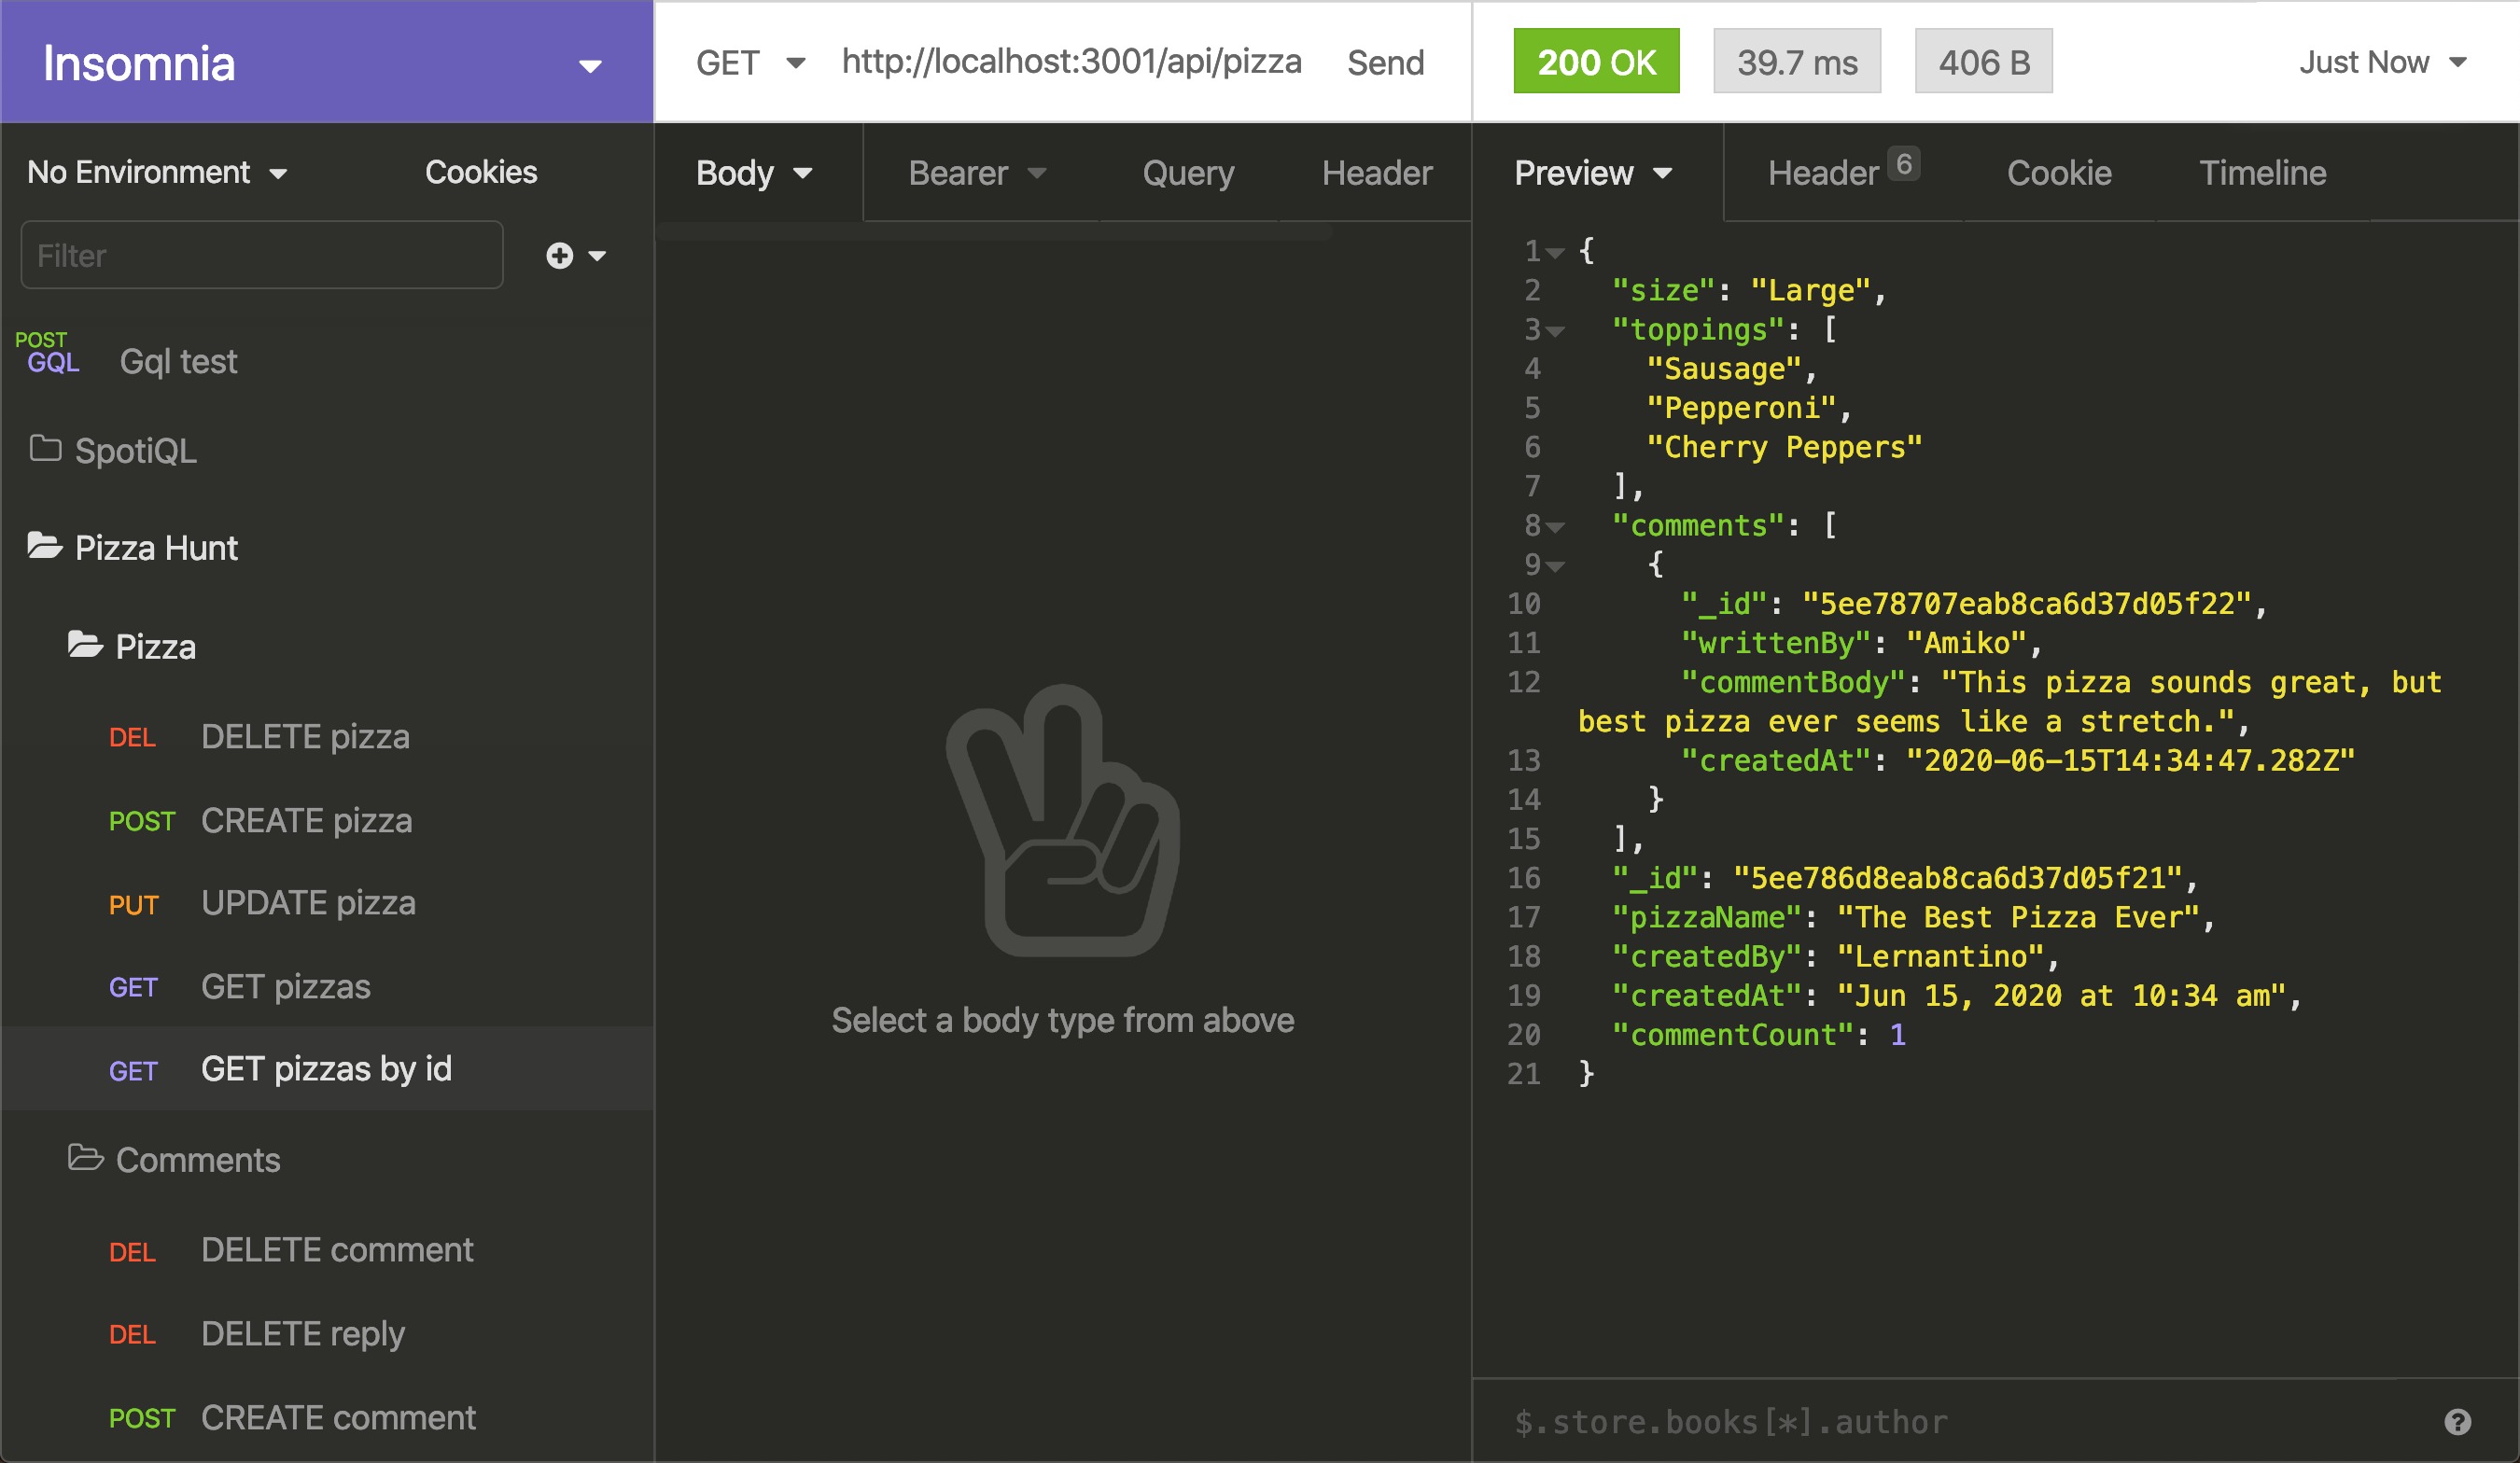 Insomnia
GET http://localhost:3001/api/pizza Send
200 OK 39.7 ms 406 B Just Now
No Environment Cookies
Filter
POST
GQL Gql test
SpotiQL
Pizza Hunt
Pizza
DEL DELETE pizza
POST CREATE pizza
PUT UPDATE pizza
GET GET pizzas
GET GET pizzas by id
Comments
DEL DELETE comment
DEL DELETE reply
POST CREATE comment
Body Bearer Query Header
Select a body type from above
Preview Header 6 Cookie Timeline
1 {
2 "size": "Large",
3 "toppings": [
4 "Sausage",
5 "Pepperoni",
6 "Cherry Peppers"
7 ],
8 "comments": [
9 {
10 "_id": "5ee78707eab8ca6d37d05f22",
11 "writtenBy": "Amiko",
12 "commentBody": "This pizza sounds great, but
best pizza ever seems like a stretch.",
13 "createdAt": "2020-06-15T14:34:47.282Z"
14 }
15 ],
16 "_id": "5ee786d8eab8ca6d37d05f21",
17 "pizzaName": "The Best Pizza Ever",
18 "createdBy": "Lernantino",
19 "createdAt": "Jun 15, 2020 at 10:34 am",
20 "commentCount": 1
21 }
$.store.books[*].author